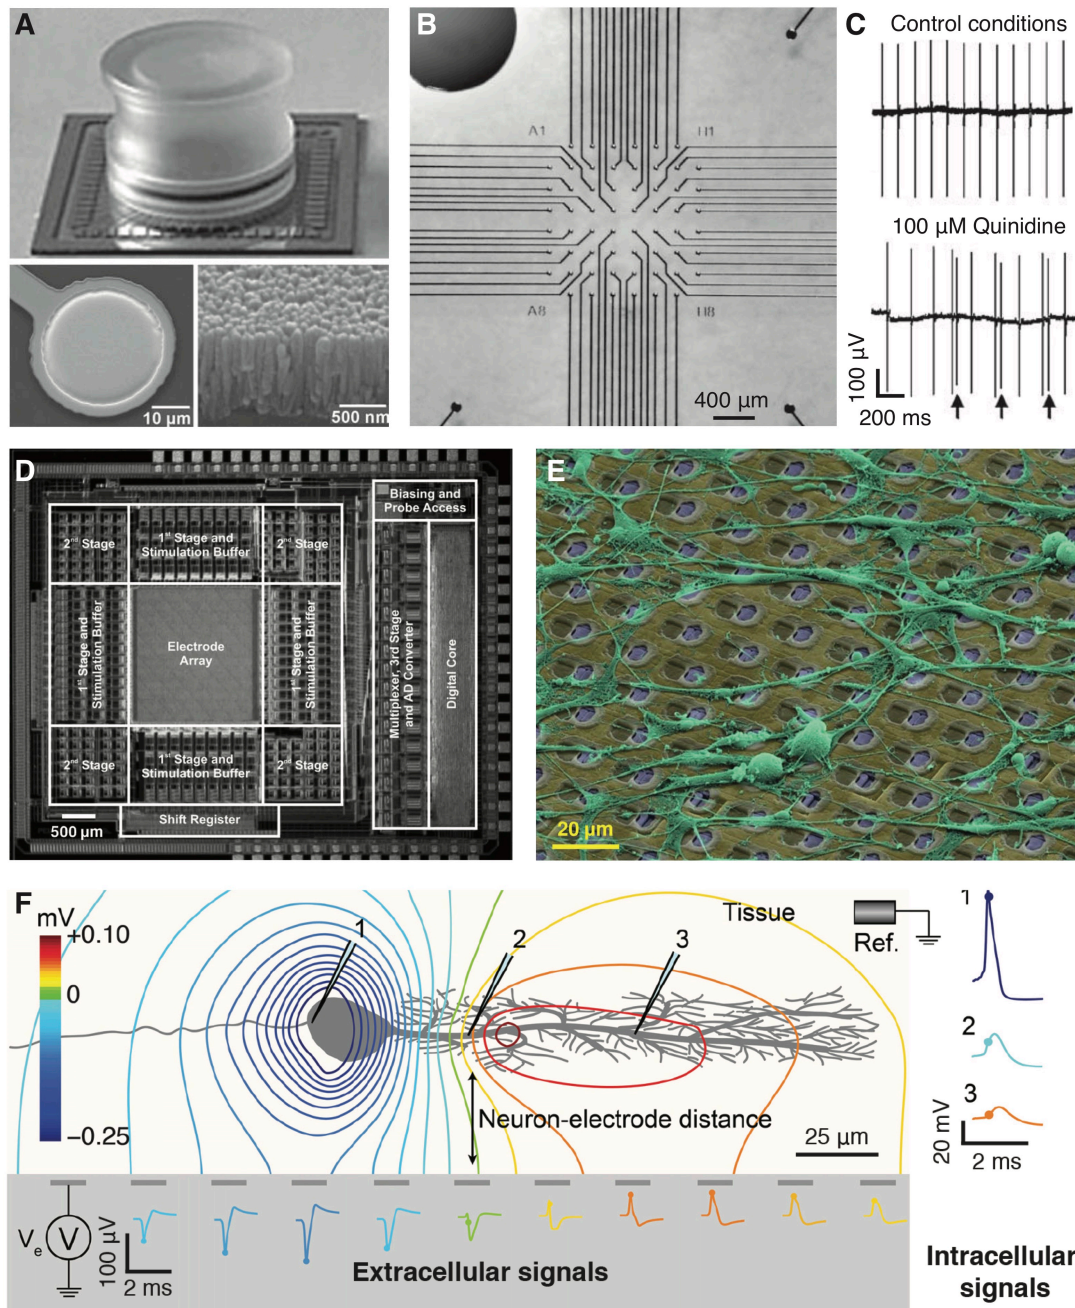 A
10 µm
500 nm
B
A1
H1
A8
H8
400 µm
C
Control conditions
100 µM Quinidine
100 µV
200 ms
D
2nd Stage
1st Stage and
Stimulation Buffer
2nd Stage
Biasing and
Probe Access
1st Stage and
Stimulation Buffer
Electrode
Array
1st Stage and
Stimulation Buffer
Multiplexer, 3rd Stage
and AD Converter
Digital Core
2nd Stage
1st Stage and
Stimulation Buffer
2nd Stage
500 µm
Shift Register
E
20 µm
F
mV
+0.10
0
−0.25
1
2
3
Tissue
Ref.
Neuron-electrode distance
25 µm
Ve
V
100 µV
2 ms
Extracellular signals
1
2
3
20 mV
2 ms
Intracellular
signals